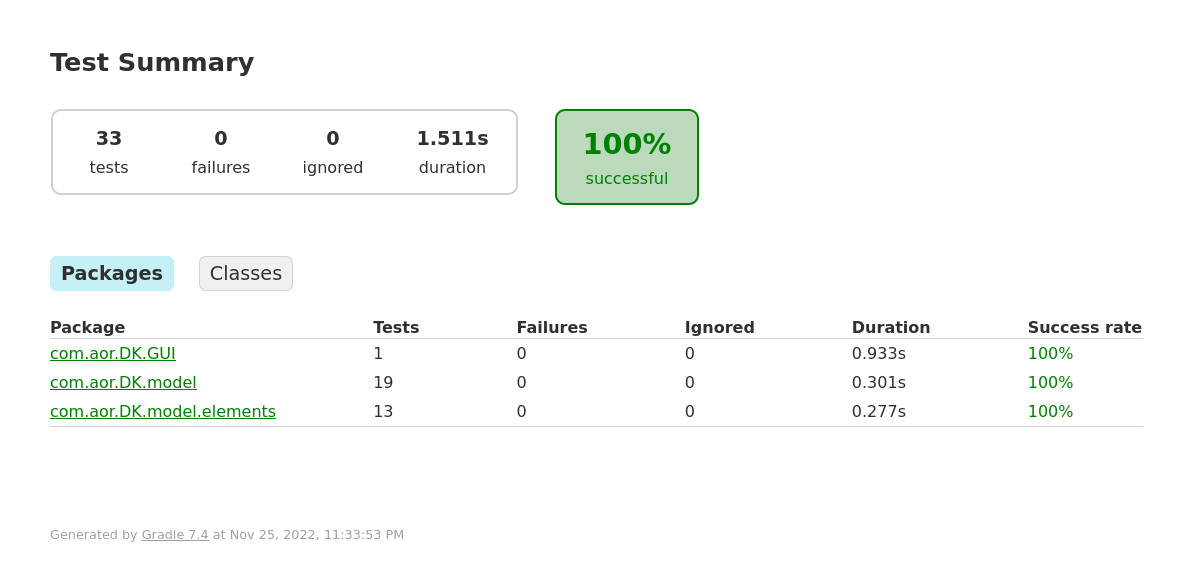 Test Summary
33 0 0 1.511s
tests failures ignored duration
100%
successful
Packages Classes
Package Tests Failures Ignored Duration Success rate
com.aor.DK.GUI 1 0 0 0.933s 100%
com.aor.DK.model 19 0 0 0.301s 100%
com.aor.DK.model.elements 13 0 0 0.277s 100%
Generated by Gradle 7.4 at Nov 25, 2022, 11:33:53 PM